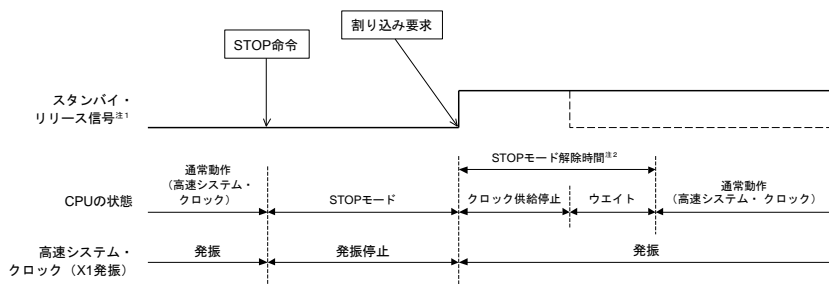 割り込み要求
STOP命令
スタンバイ・
リリース信号注1
STOPモード解除時間注2
通常動作
(高速システム・
クロック)
通常動作
(高速システム・ クロック)
CPUの状態
STOPモード
クロック供給停止
ウエイト
高速システム・
クロック（X1発振）
発振
発振停止
発振